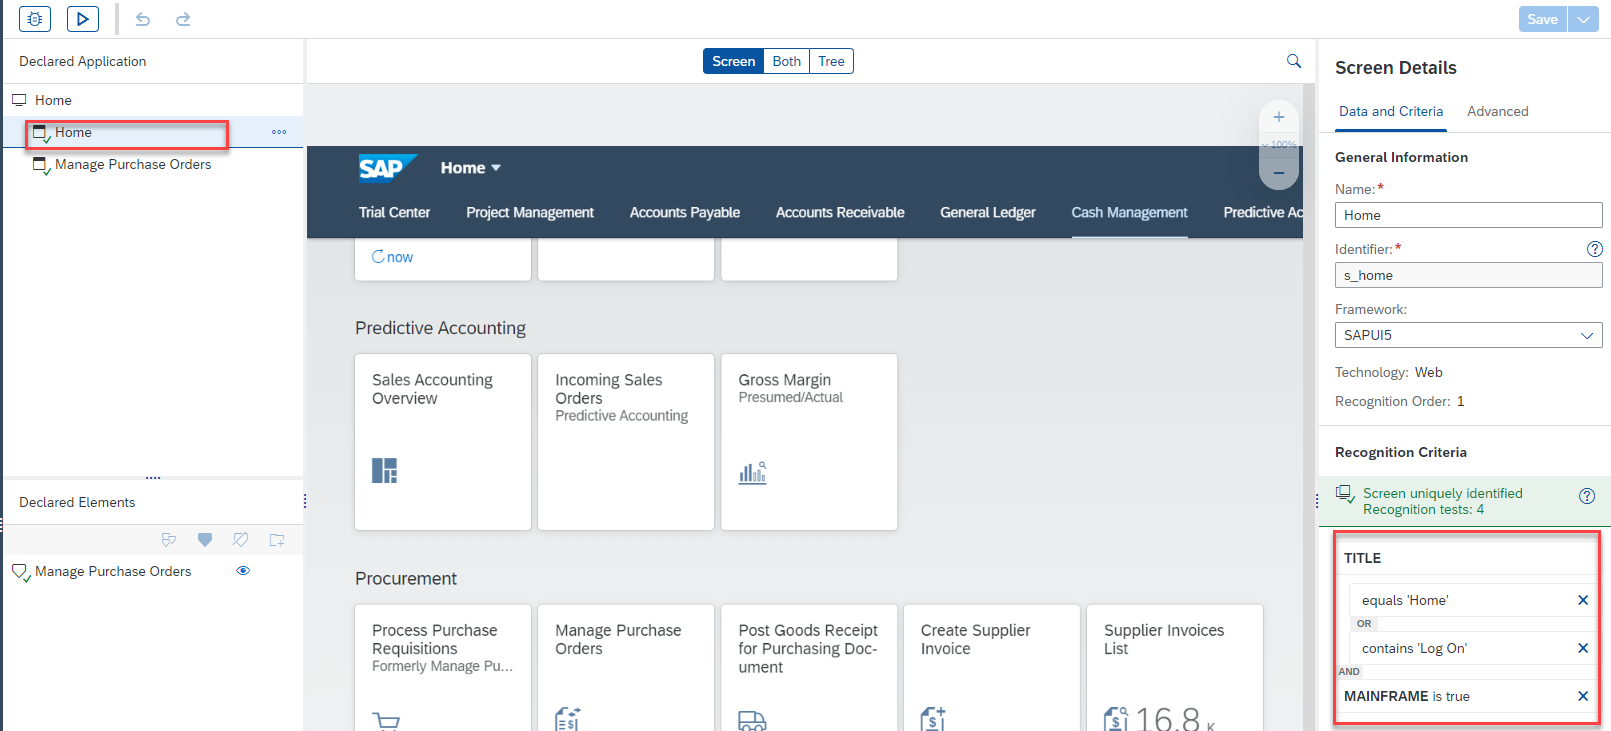 Save
Declared Application
Home
Home
Manage Purchase Orders
Declared Elements
Manage Purchase Orders
Screen Both Tree
100%
SAP Home
Trial Center Project Management Accounts Payable Accounts Receivable General Ledger Cash Management Predictive Ac
now
Predictive Accounting
Sales Accounting
Overview
Incoming Sales
Orders
Predictive Accounting
Gross Margin
Presumed/Actual
Procurement
Process Purchase
Requisitions
Formerly Manage Pu...
Manage Purchase
Orders
Post Goods Receipt
for Purchasing Doc-
ument
Create Supplier
Invoice
Supplier Invoices
List
16.8 K
Screen Details
Data and Criteria Advanced
General Information
Name:*
Home
Identifier:*
s_home
Framework:
SAPUI5
Technology: Web
Recognition Order: 1
Recognition Criteria
Screen uniquely identified
Recognition tests: 4
TITLE
equals 'Home'
OR
contains 'Log On'
AND
MAINFRAME is true